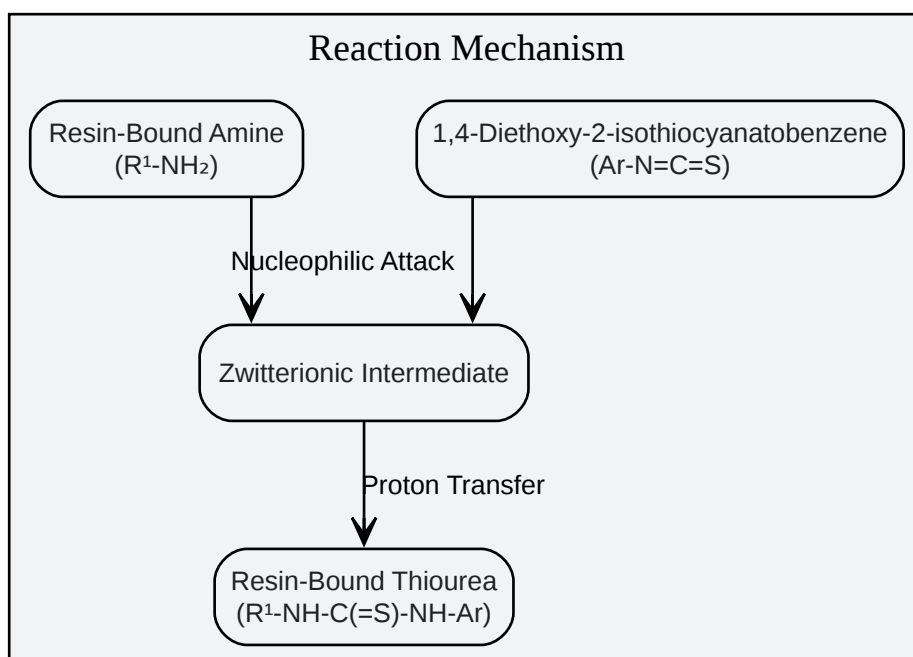 Reaction Mechanism
Resin-Bound Amine
(R¹-NH₂)
1,4-Diethoxy-2-isothiocyanatobenzene
(Ar-N=C=S)
Nucleophilic Attack
Zwitterionic Intermediate
Proton Transfer
Resin-Bound Thiourea
(R¹-NH-C(=S)-NH-Ar)